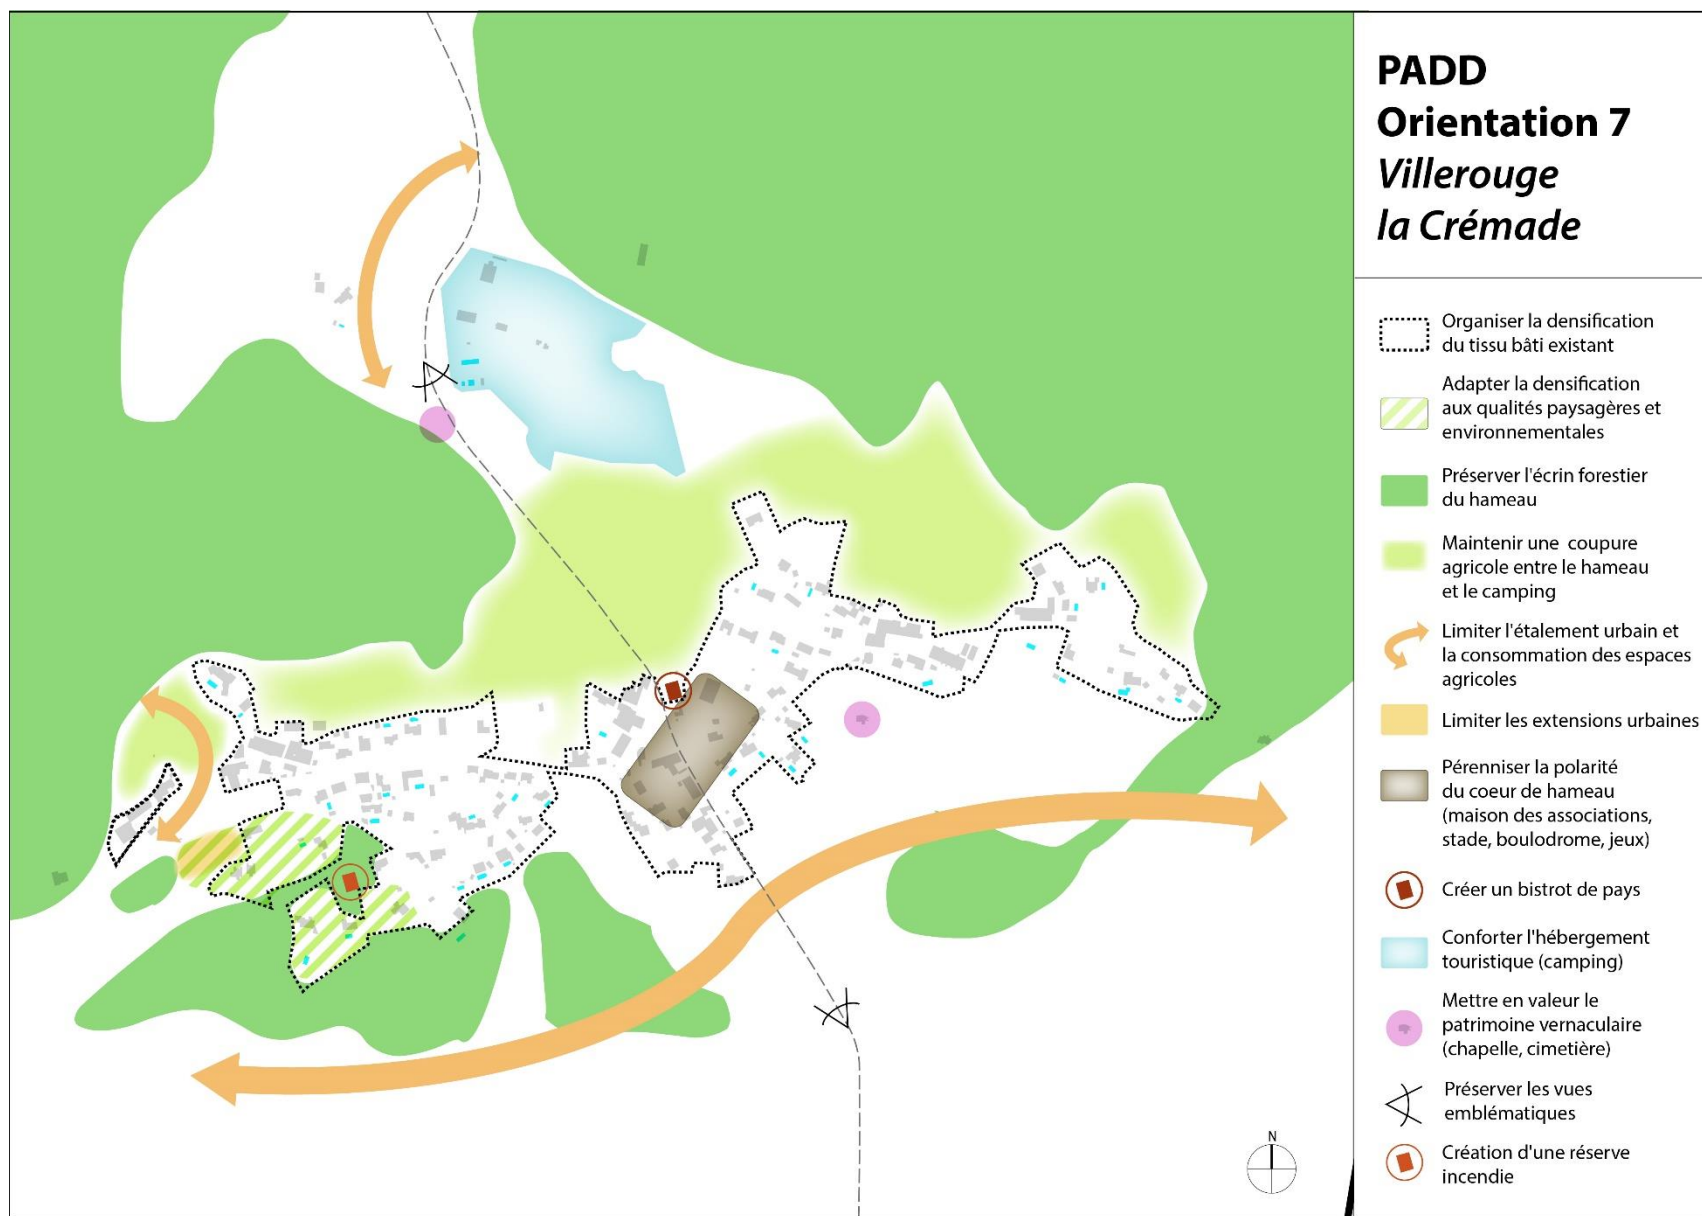 PADD
Orientation 7
Villerouge
la Crémade
Organiser la densification
du tissu bâti existant
Adapter la densification
aux qualités paysagères et
environnementales
Préserver l'écrin forestier
du hameau
Maintenir une coupure
agricole entre le hameau
et le camping
Limiter l'étalement urbain et
la consommation des espaces
agricoles
Limiter les extensions urbaines
Pérenniser la polarité
du coeur de hameau
(maison des associations,
stade, boulodrome, jeux)
Créer un bistrot de pays
Conforter l'hébergement
touristique (camping)
Mettre en valeur le
patrimoine vernaculaire
(chapelle, cimetière)
Préserver les vues
emblématiques
Création d'une réserve
incendie
N